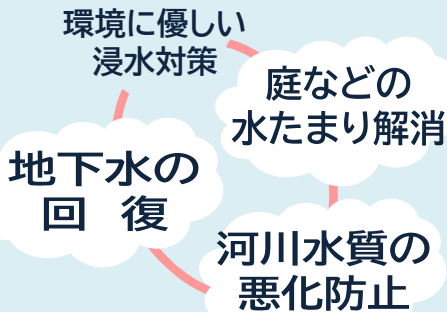 環境に優しい
浸水対策
庭などの
水たまり解消
地下水の
回 復
河川水質の
悪化防止